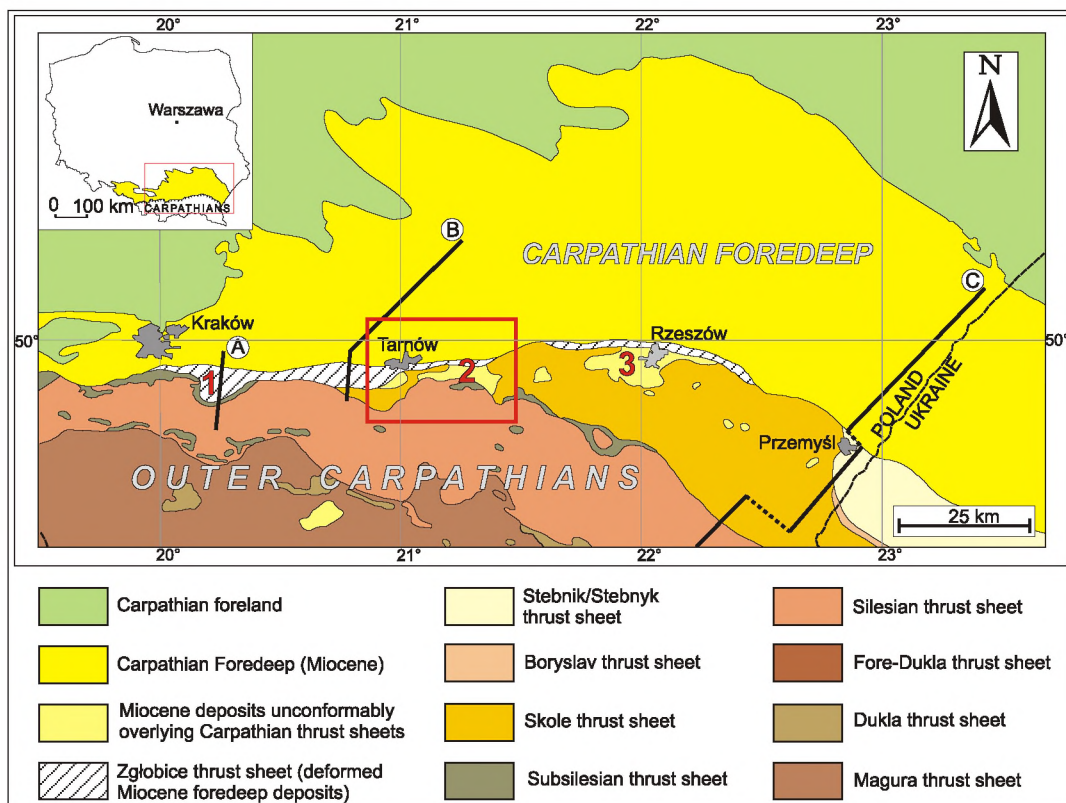 20°
21°
22°
23°
Warszawa
0 100 km
CARPATHIANS
N
B
CARPATHIAN FOREDEEP
C
50°
Kraków
A
Tarnów
Rzeszów
50°
1
2
3
POLAND
UKRAINE
Przemyśl
OUTER CARPATHIANS
25 km
20°
21°
22°
23°
Carpathian foreland
Carpathian Foredeep (Miocene)
Miocene deposits unconformably
overlying Carpathian thrust sheets
Zgłobice thrust sheet (deformed
Miocene foredeep deposits)
Stebnik/Stebnyk
thrust sheet
Boryslav thrust sheet
Skole thrust sheet
Subsilesian thrust sheet
Silesian thrust sheet
Fore-Dukla thrust sheet
Dukla thrust sheet
Magura thrust sheet